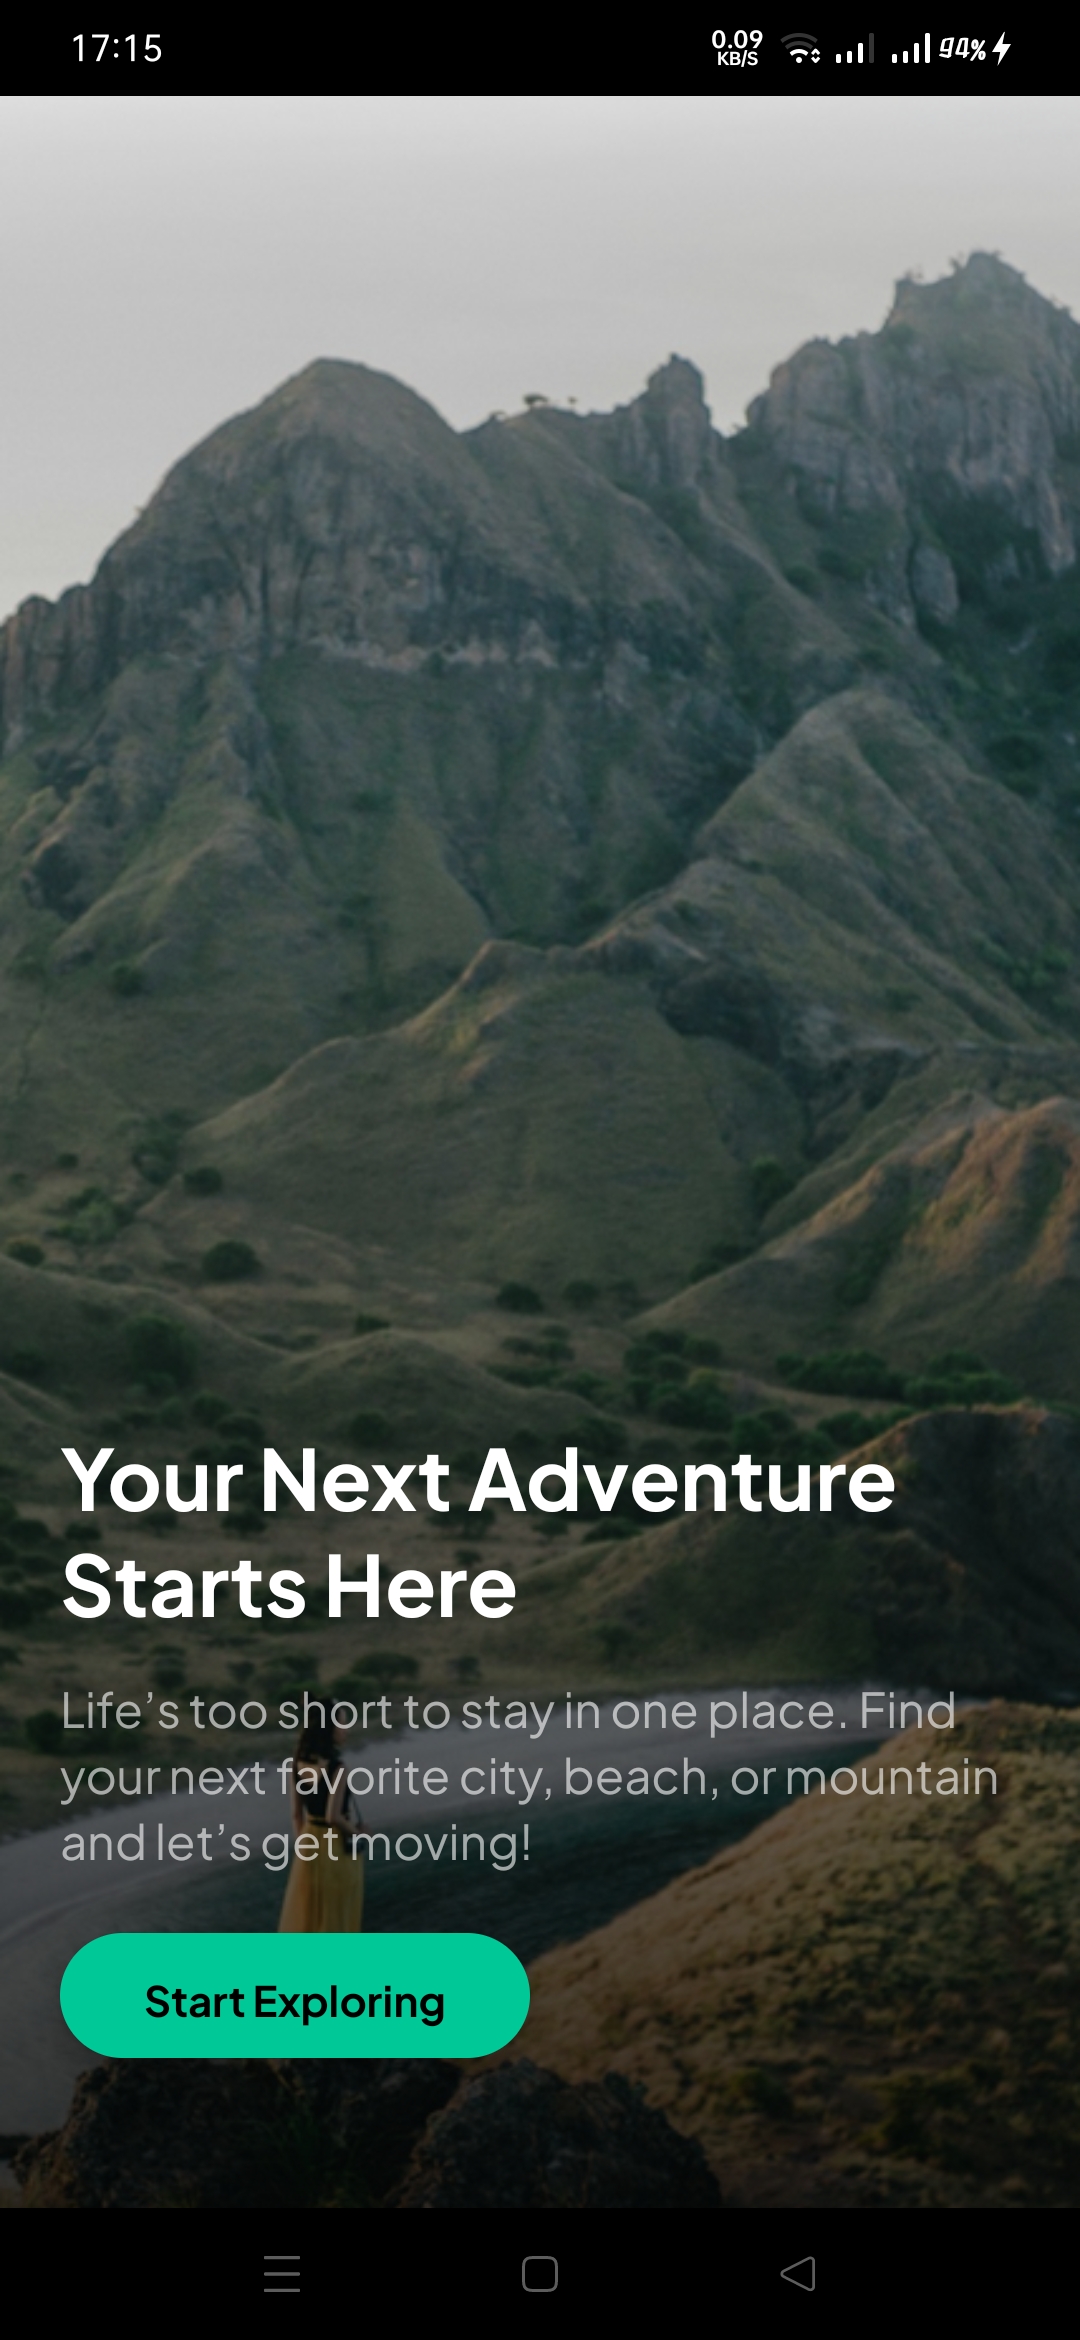 17:15
0.09
KB/S
94%
Your Next Adventure
Starts Here
Life’s too short to stay in one place. Find
your next favorite city, beach, or mountain
and let’s get moving!
Start Exploring